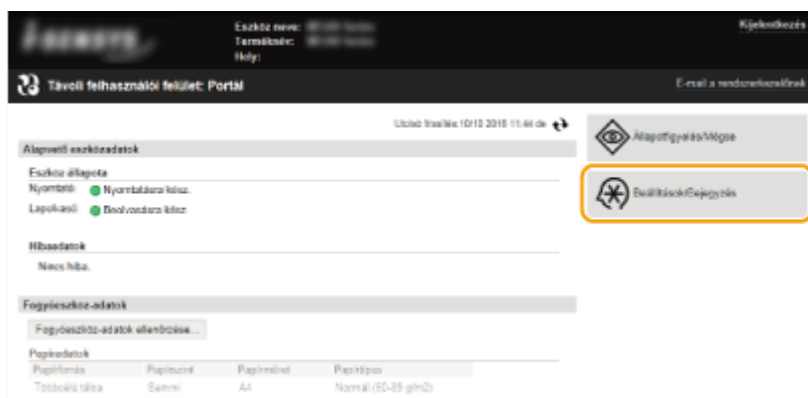 i-SENSYS
Eszköz neve:
Terméknév:
Hely:
Kijelentkezés
Távoli felhasználói felület: Portál
E-mail a rendszerkezelőnek
Utolsó frissítés:10/10 2015 11:44 de.
Állapotfigyelés/Mégse
Beállítások/Bejegyzés
Alapvető eszközadatok
Eszköz állapota
Nyomtató: Nyomtatásra kész.
Lapolvasó: Beolvasásra kész.
Hibaadatok
Nincs hiba.
Fogyóeszköz-adatok
Fogyóeszköz-adatok ellenőrzése...
Papíradatok
Papírforrás Papírszint Papírméret Papírtípus
Többcélú tálca Semmi A4 Normál (60-89 g/m2)